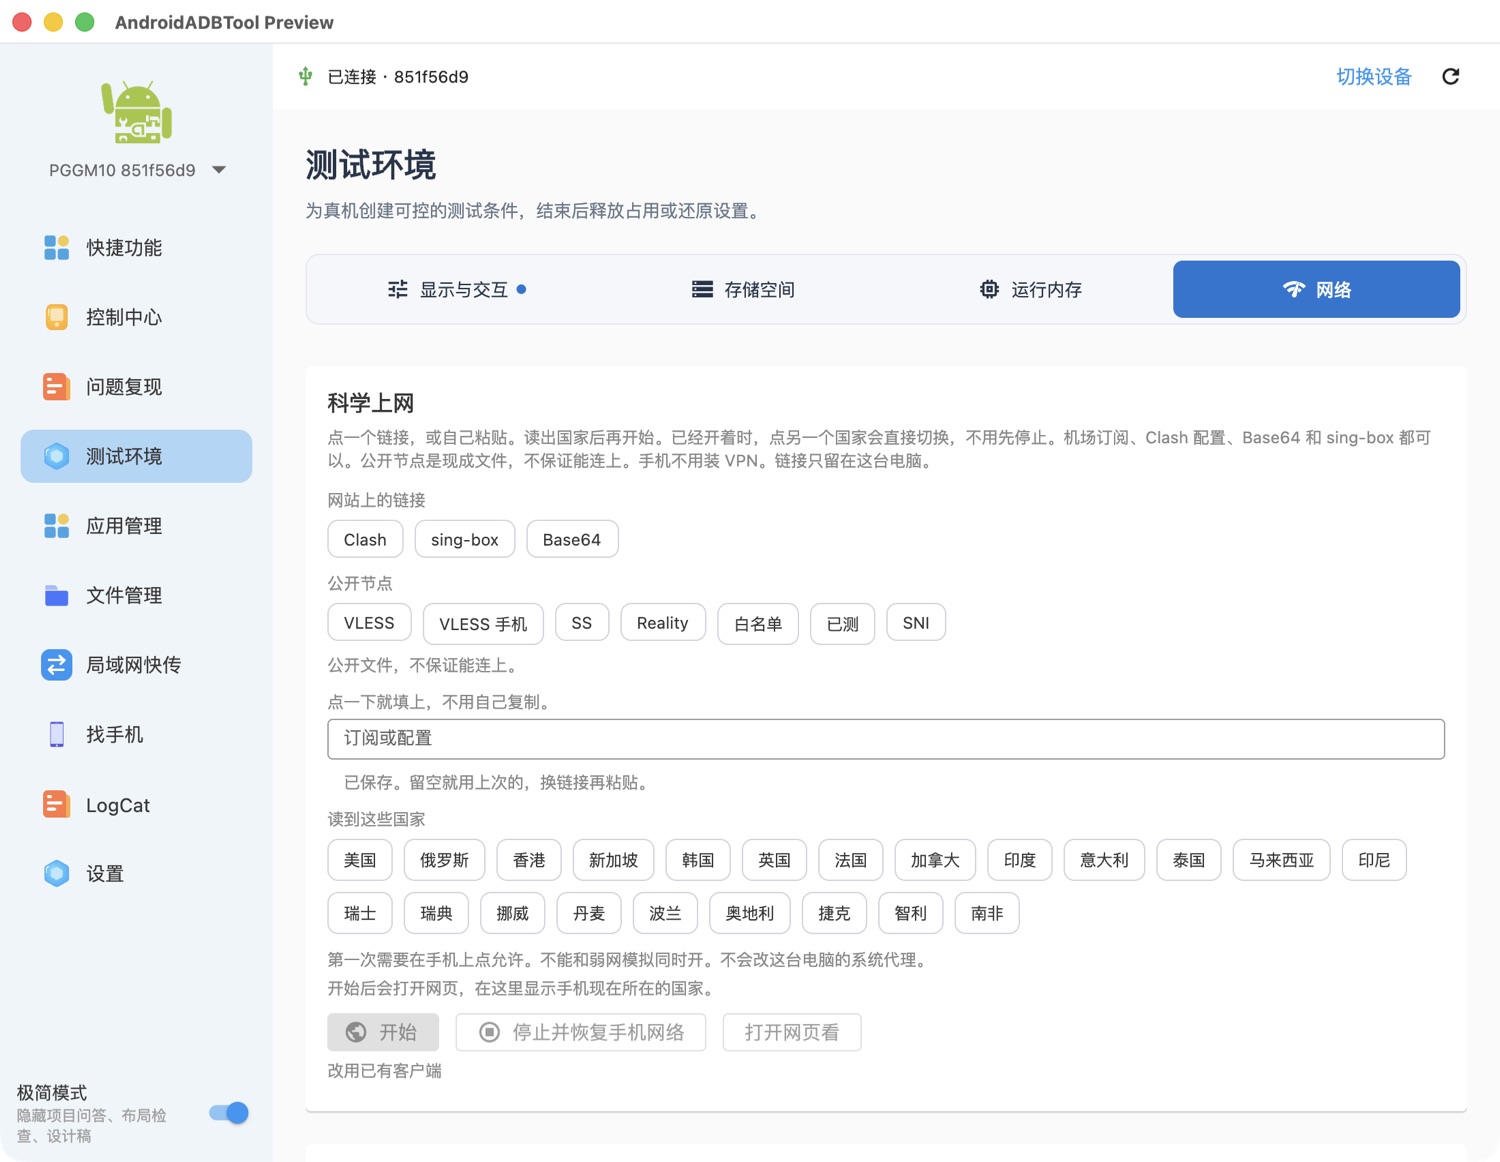 AndroidADBTool Preview
PGGM10 851f56d9
快捷功能
控制中心
问题复现
测试环境
应用管理
文件管理
局域网快传
找手机
LogCat
设置
极简模式
隐藏项目问答、布局检
查、设计稿
已连接 · 851f56d9
切换设备
测试环境
为真机创建可控的测试条件，结束后释放占用或还原设置。
显示与交互
存储空间
运行内存
网络
科学上网
点一个链接，或自己粘贴。读出国家后再开始。已经开着时，点另一个国家会直接切换，不用先停止。机场订阅、Clash 配置、Base64 和 sing-box 都可
以。公开节点是现成文件，不保证能连上。手机不用装 VPN。链接只留在这台电脑。
网站上的链接
Clash sing-box Base64
公开节点
VLESS VLESS 手机 SS Reality 白名单 已测 SNI
公开文件，不保证能连上。
点一下就填上，不用自己复制。
订阅或配置
已保存。留空就用上次的，换链接再粘贴。
读到这些国家
美国 俄罗斯 香港 新加坡 韩国 英国 法国 加拿大 印度 意大利 泰国 马来西亚 印尼
瑞士 瑞典 挪威 丹麦 波兰 奥地利 捷克 智利 南非
第一次需要在手机上点允许。不能和弱网模拟同时开。不会改这台电脑的系统代理。
开始后会打开网页，在这里显示手机现在所在的国家。
开始 停止并恢复手机网络 打开网页看
改用已有客户端